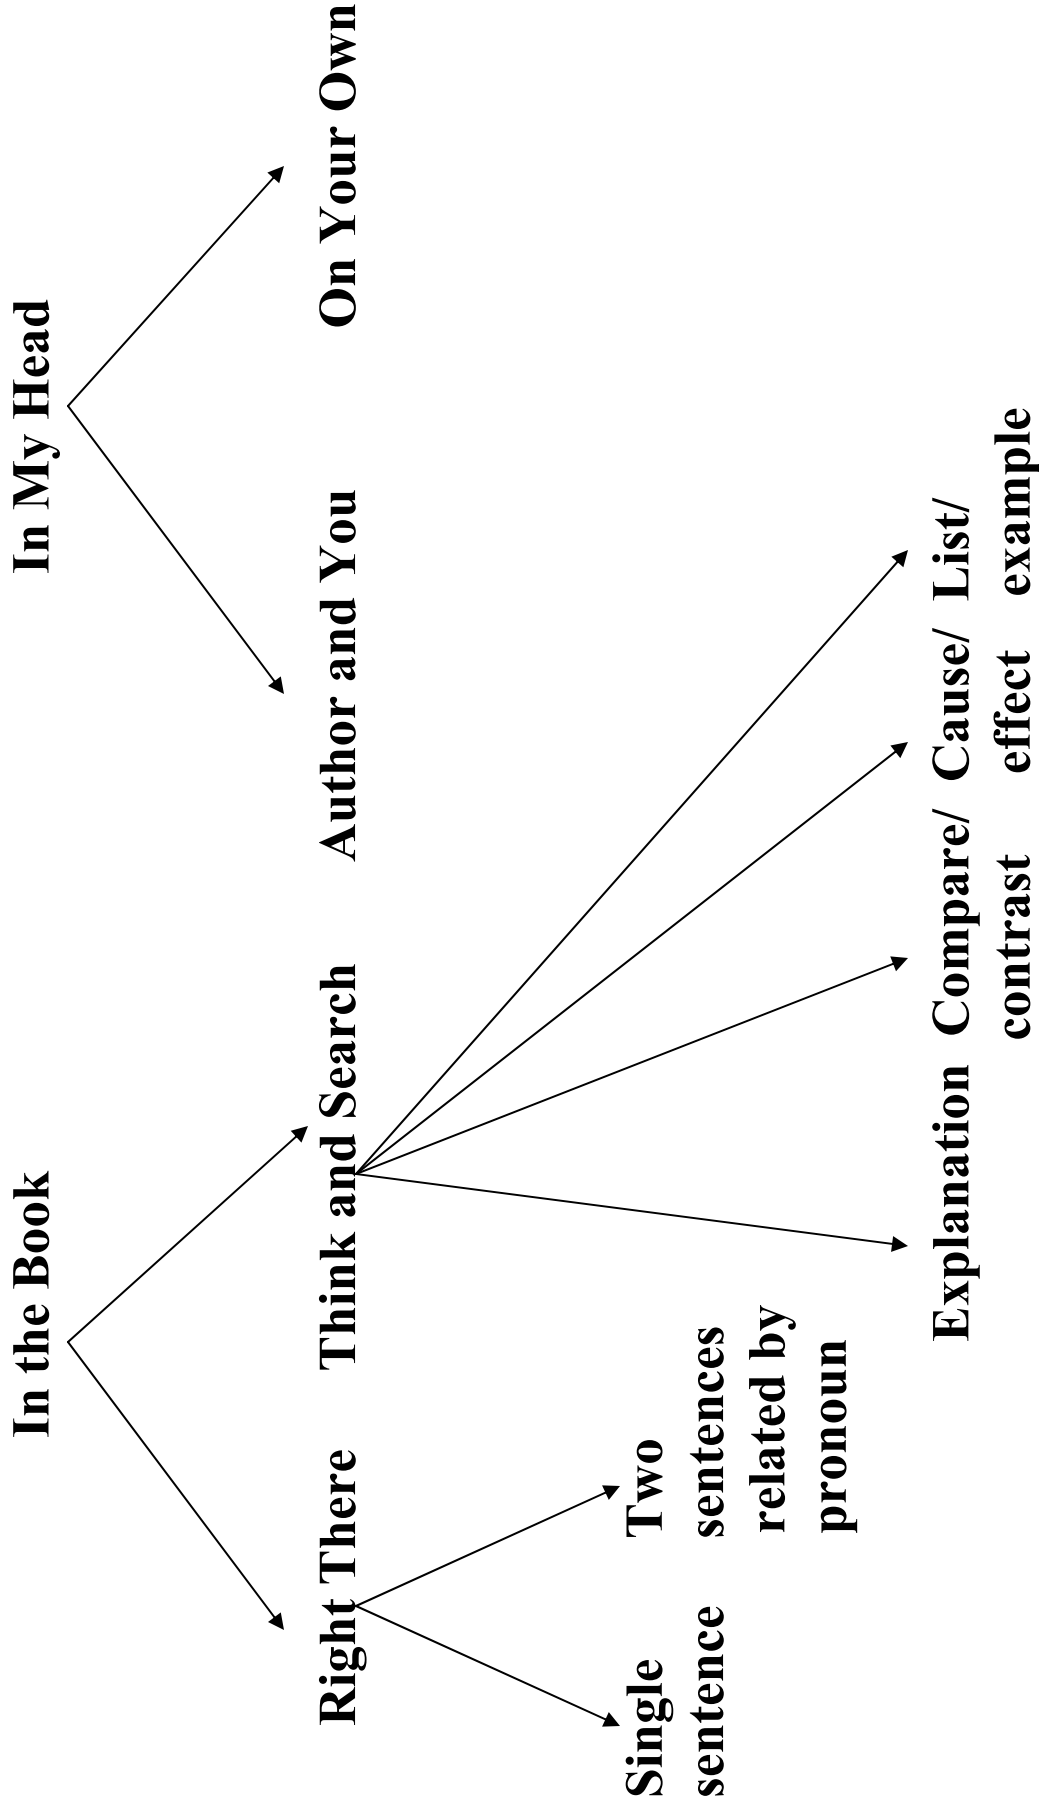 In the Book
In My Head
Right There
Think and Search
Author and You
On Your Own
Single
sentence
Two
sentences
related by
pronoun
Explanation
Compare/
contrast
Cause/
effect
List/
example